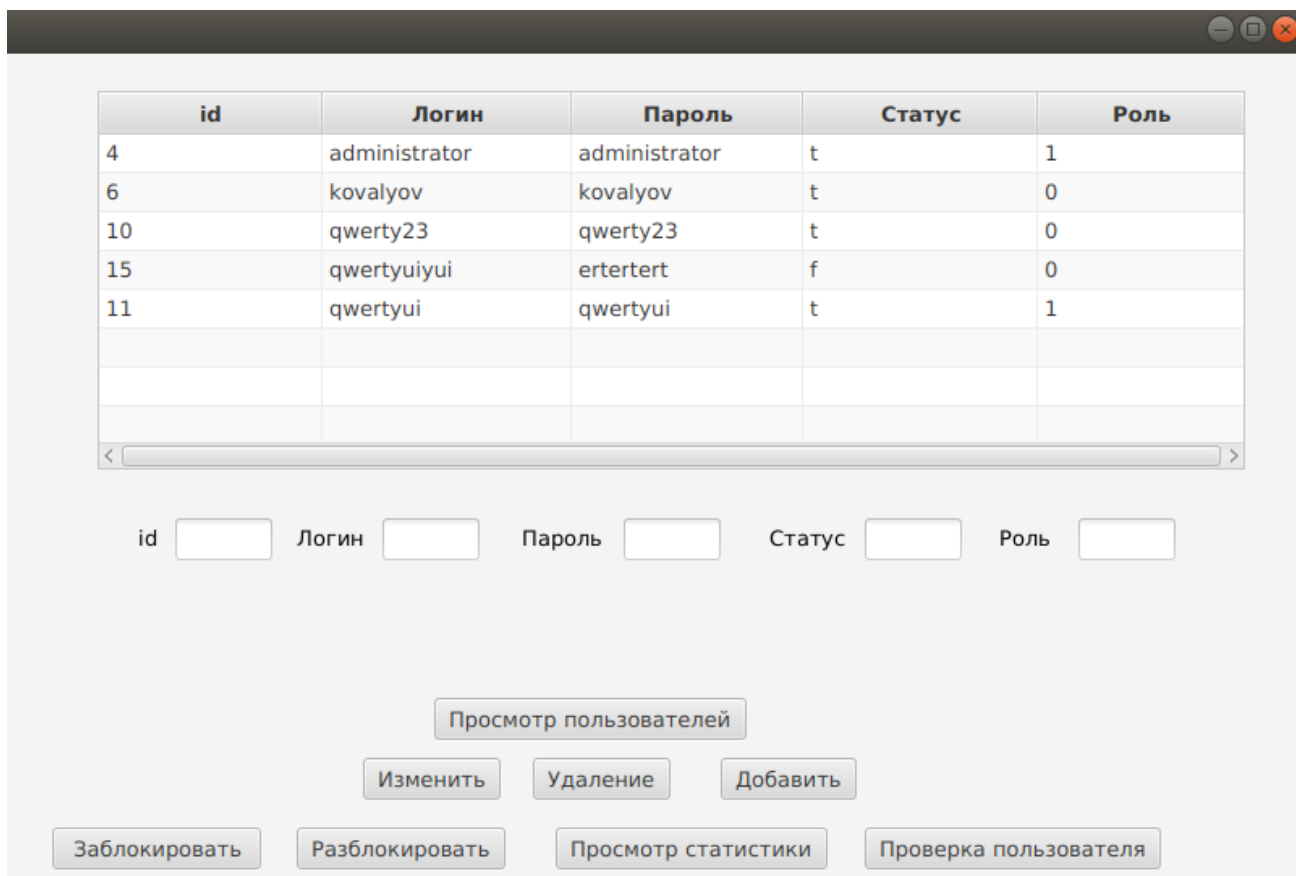 id Логин Пароль Статус Роль
4 administrator administrator t 1
6 kovalyov kovalyov t 0
10 qwerty23 qwerty23 t 0
15 qwertyuiyui ertertert f 0
11 qwertyui qwertyui t 1
id Логин Пароль Статус Роль
Просмотр пользователей
Изменить Удаление Добавить
Заблокировать Разблокировать Просмотр статистики Проверка пользователя